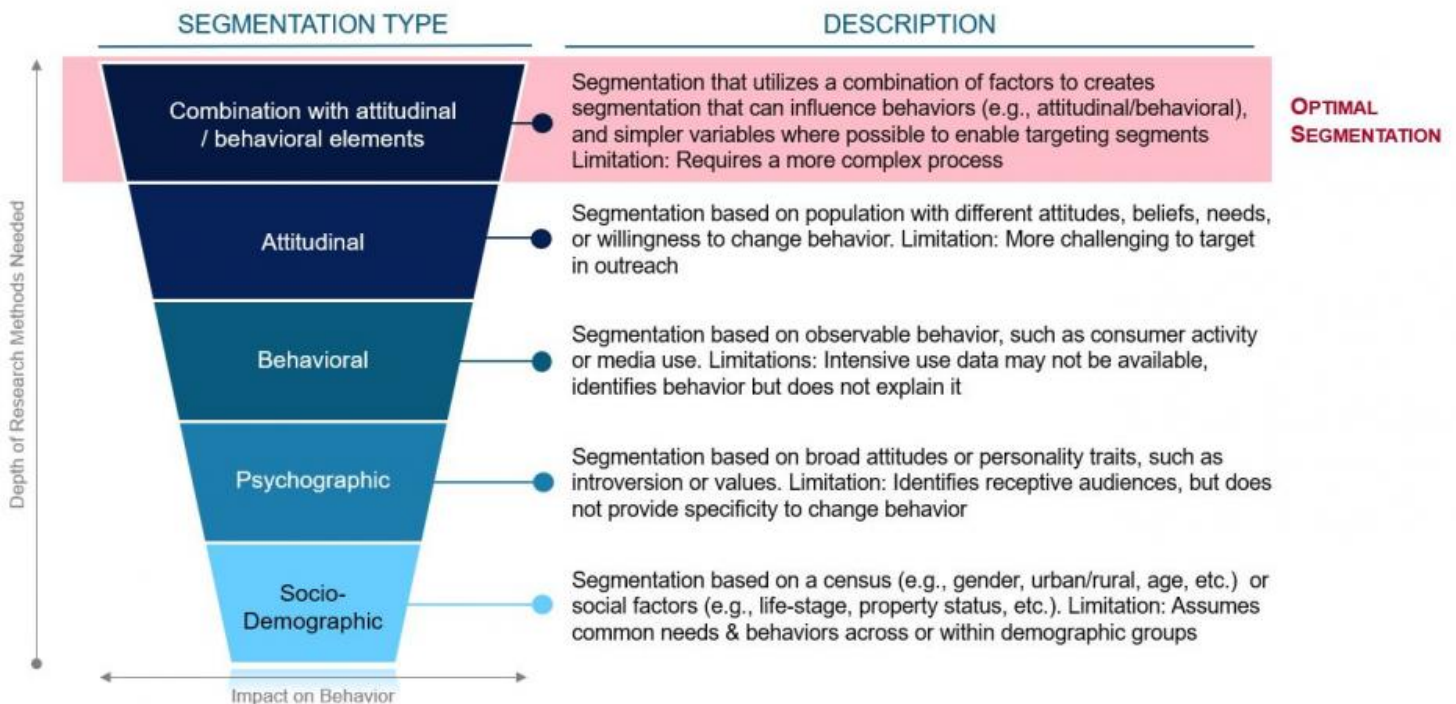 SEGMENTATION TYPE
DESCRIPTION
Combination with attitudinal
/ behavioral elements
Segmentation that utilizes a combination of factors to creates
segmentation that can influence behaviors (e.g., attitudinal/behavioral),
and simpler variables where possible to enable targeting segments
Limitation: Requires a more complex process
OPTIMAL
SEGMENTATION
Attitudinal
Segmentation based on population with different attitudes, beliefs, needs,
or willingness to change behavior. Limitation: More challenging to target
in outreach
Behavioral
Segmentation based on observable behavior, such as consumer activity
or media use. Limitations: Intensive use data may not be available,
identifies behavior but does not explain it
Psychographic
Segmentation based on broad attitudes or personality traits, such as
introversion or values. Limitation: Identifies receptive audiences, but does
not provide specificity to change behavior
Socio-
Demographic
Segmentation based on a census (e.g., gender, urban/rural, age, etc.) or
social factors (e.g., life-stage, property status, etc.). Limitation: Assumes
common needs & behaviors across or within demographic groups
Depth of Research Methods Needed
Impact on Behavior